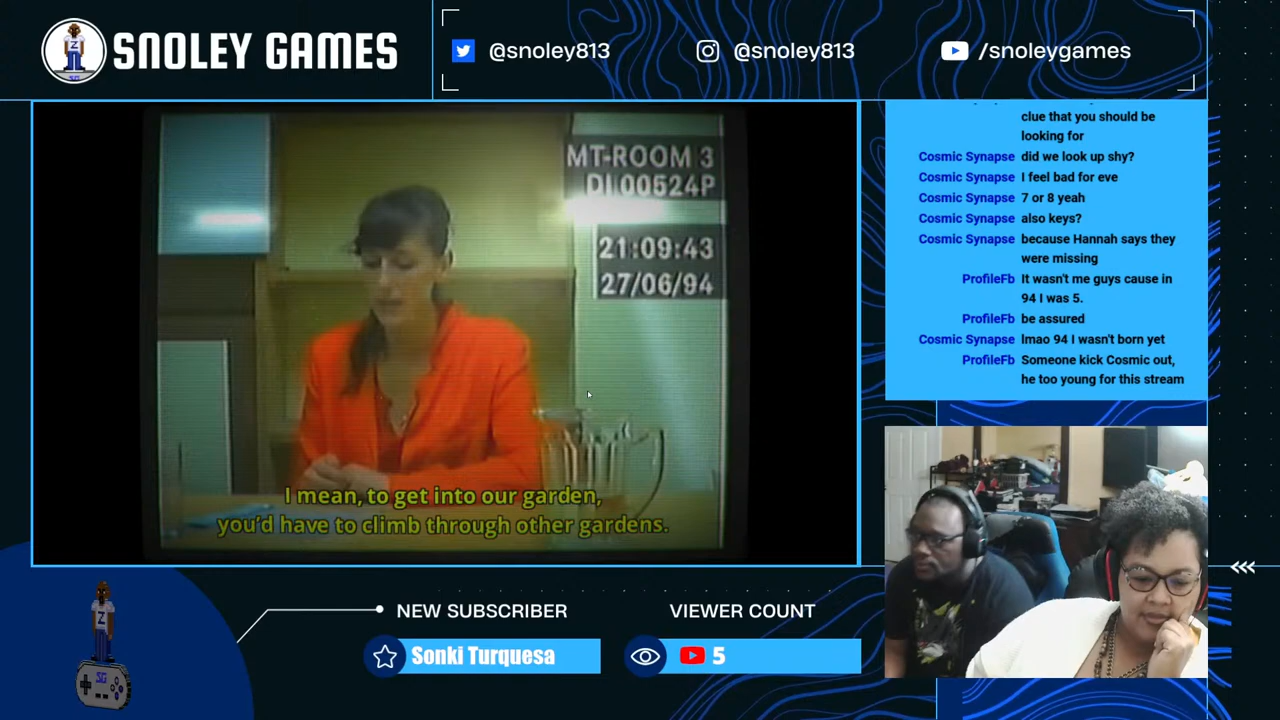 SNOLEY GAMES
@snoley813
@snoley813
/snoleygames
MT-ROOM 3
DI 00524P
21:09:43
27/06/94
I mean, to get into our garden,
you'd have to climb through other gardens.
clue that you should be
looking for
Cosmic Synapse did we look up shy?
Cosmic Synapse I feel bad for eve
Cosmic Synapse 7 or 8 yeah
Cosmic Synapse also keys?
Cosmic Synapse because Hannah says they
were missing
ProfileFb It wasn't me guys cause in
94 I was 5.
ProfileFb be assured
Cosmic Synapse lmao 94 I wasn't born yet
ProfileFb Someone kick Cosmic out,
he too young for this stream
NEW SUBSCRIBER
Sonki Turquesa
VIEWER COUNT
5
Z
SG